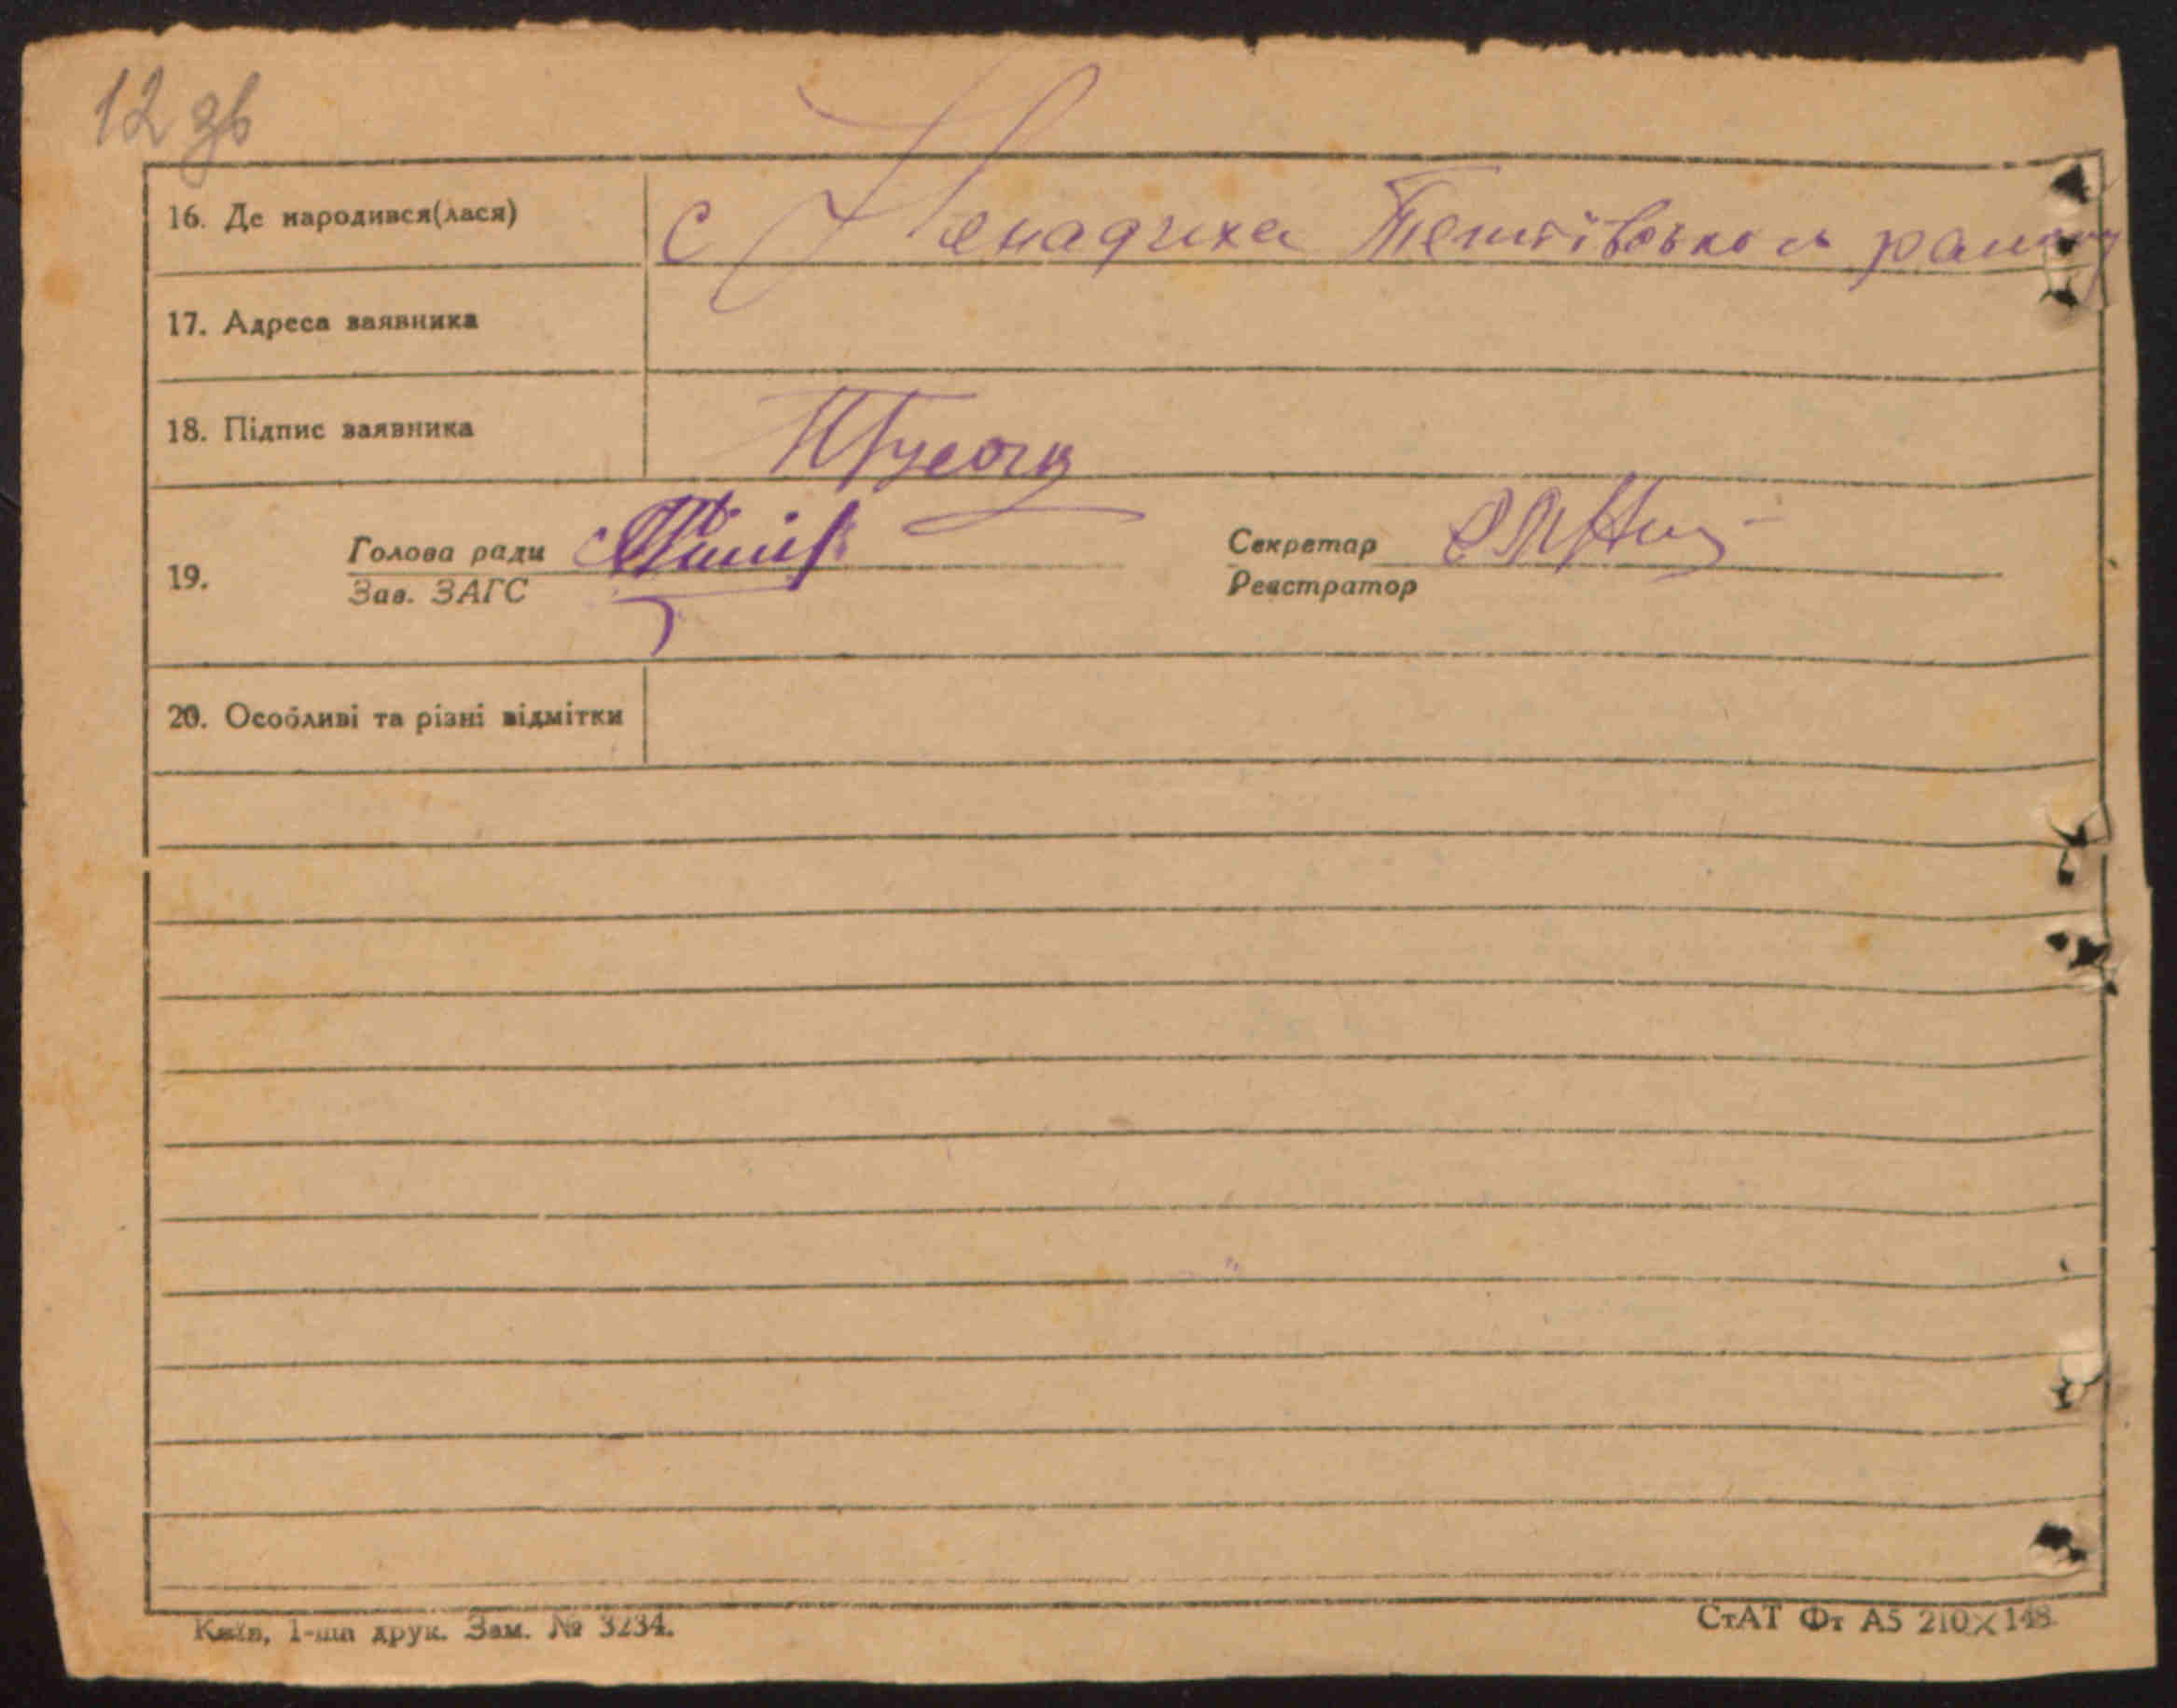 12 зв
16. Де народився(лася) с Ненадиха Тетіївського району
17. Адреса заявника
18. Підпис заявника
19. Голова ради Секретар
Зав. ЗАГС Реєстратор
20. Особливі та різні відмітки
Київ, 1-ша друк. Зам. № 3234. СтАТ Фт А5 210×148.